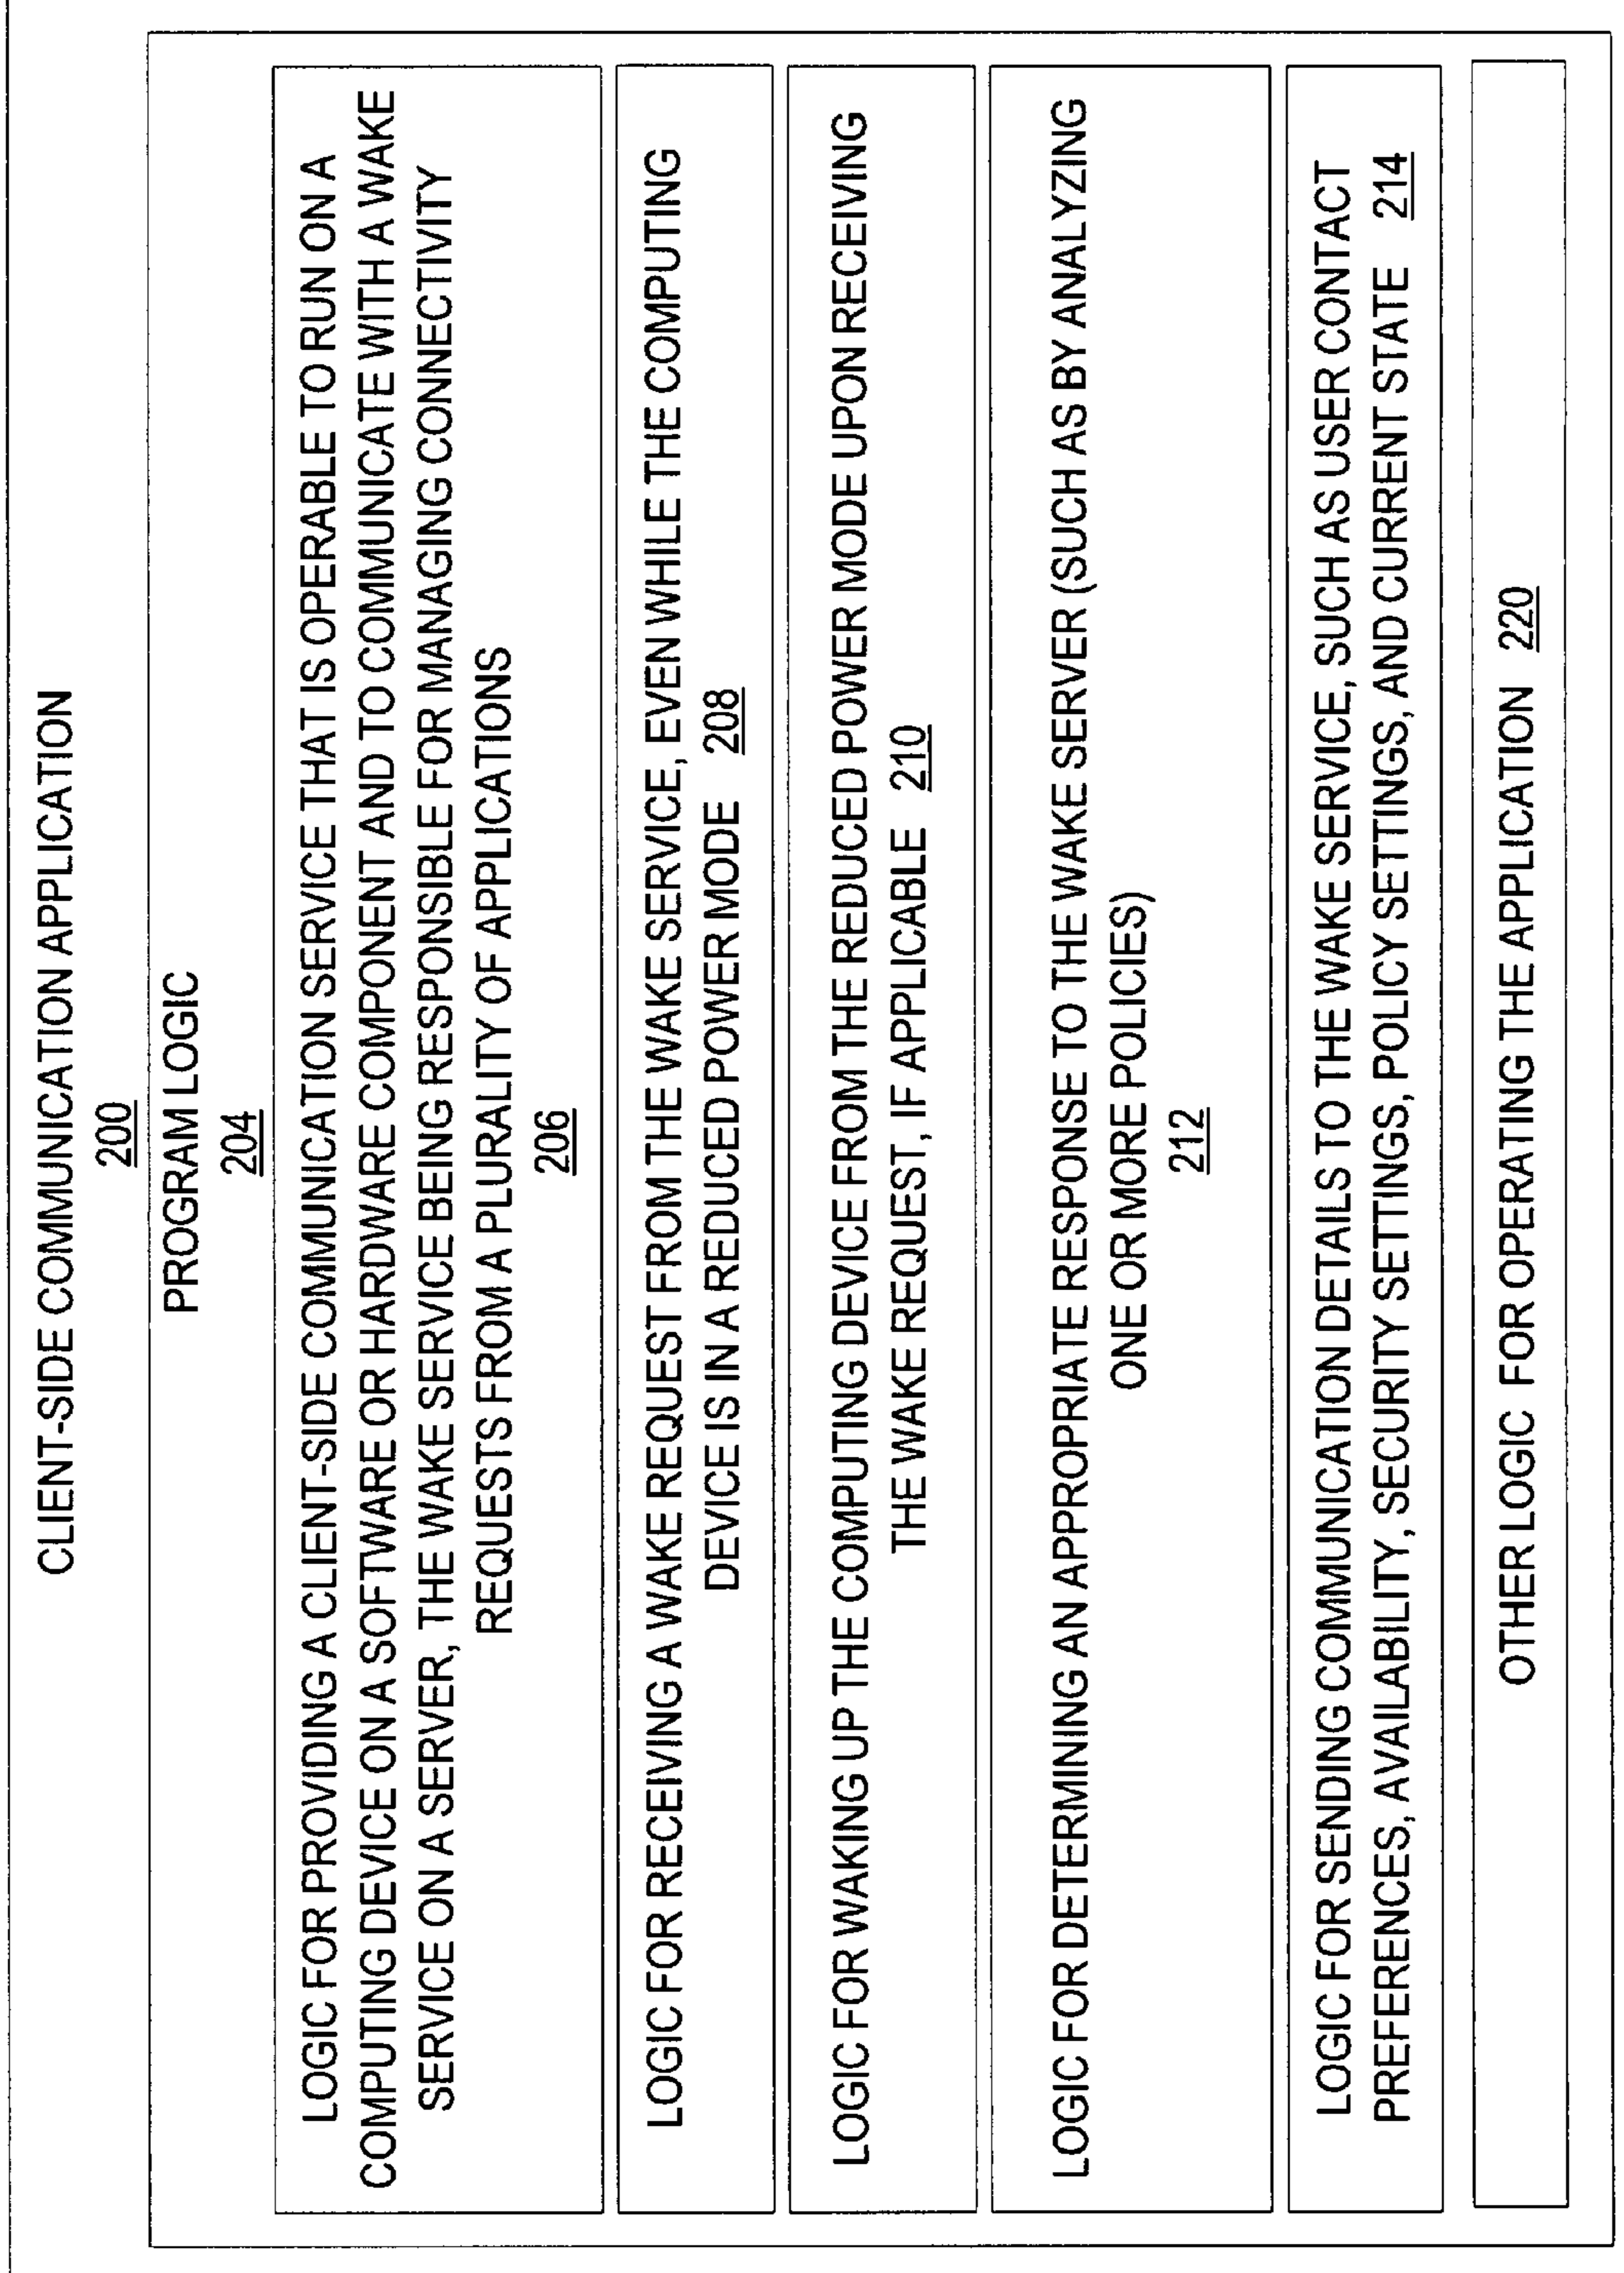 CLIENT-SIDE COMMUNICATION APPLICATION
200
PROGRAM LOGIC
204
LOGIC FOR PROVIDING A CLIENT-SIDE COMMUNICATION SERVICE THAT IS OPERABLE TO RUN ON A
COMPUTING DEVICE ON A SOFTWARE OR HARDWARE COMPONENT AND TO COMMUNICATE WITH A WAKE
SERVICE ON A SERVER, THE WAKE SERVICE BEING RESPONSIBLE FOR MANAGING CONNECTIVITY
REQUESTS FROM A PLURALITY OF APPLICATIONS
206
LOGIC FOR RECEIVING A WAKE REQUEST FROM THE WAKE SERVICE, EVEN WHILE THE COMPUTING
DEVICE IS IN A REDUCED POWER MODE 208
LOGIC FOR WAKING UP THE COMPUTING DEVICE FROM THE REDUCED POWER MODE UPON RECEIVING
THE WAKE REQUEST, IF APPLICABLE 210
LOGIC FOR DETERMINING AN APPROPRIATE RESPONSE TO THE WAKE SERVER (SUCH AS BY ANALYZING
ONE OR MORE POLICIES)
212
LOGIC FOR SENDING COMMUNICATION DETAILS TO THE WAKE SERVICE, SUCH AS USER CONTACT
PREFERENCES, AVAILABILITY, SECURITY SETTINGS, POLICY SETTINGS, AND CURRENT STATE 214
OTHER LOGIC FOR OPERATING THE APPLICATION 220